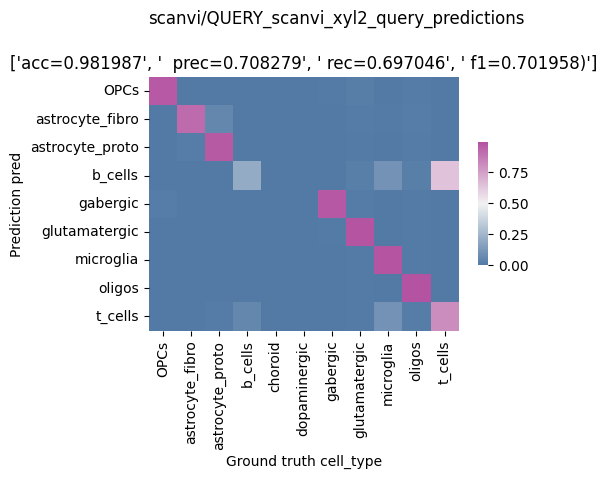 scanvi/QUERY_scanvi_xyl2_query_predictions
['acc=0.981987', '  prec=0.708279', ' rec=0.697046', ' f1=0.701958)']
OPCs
astrocyte_fibro
astrocyte_proto
b_cells
gabergic
glutamatergic
microglia
oligos
t_cells
Prediction pred
0.75
0.50
0.25
0.00
OPCs
astrocyte_fibro
astrocyte_proto
b_cells
choroid
dopaminergic
gabergic
glutamatergic
microglia
oligos
t_cells
Ground truth cell_type